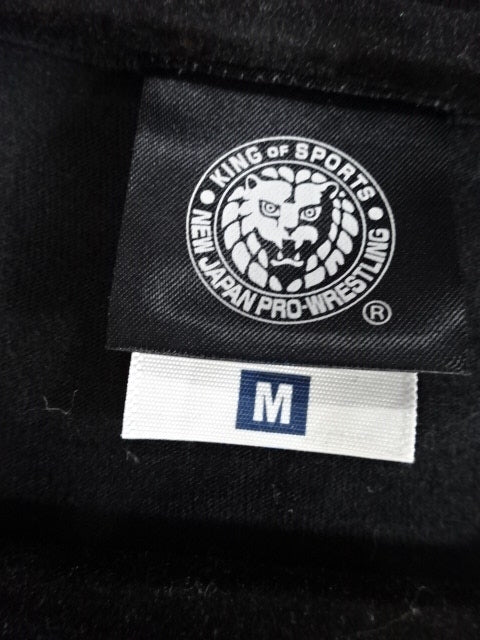 KING OF SPORTS
NEW JAPAN PRO-WRESTLING
®
M